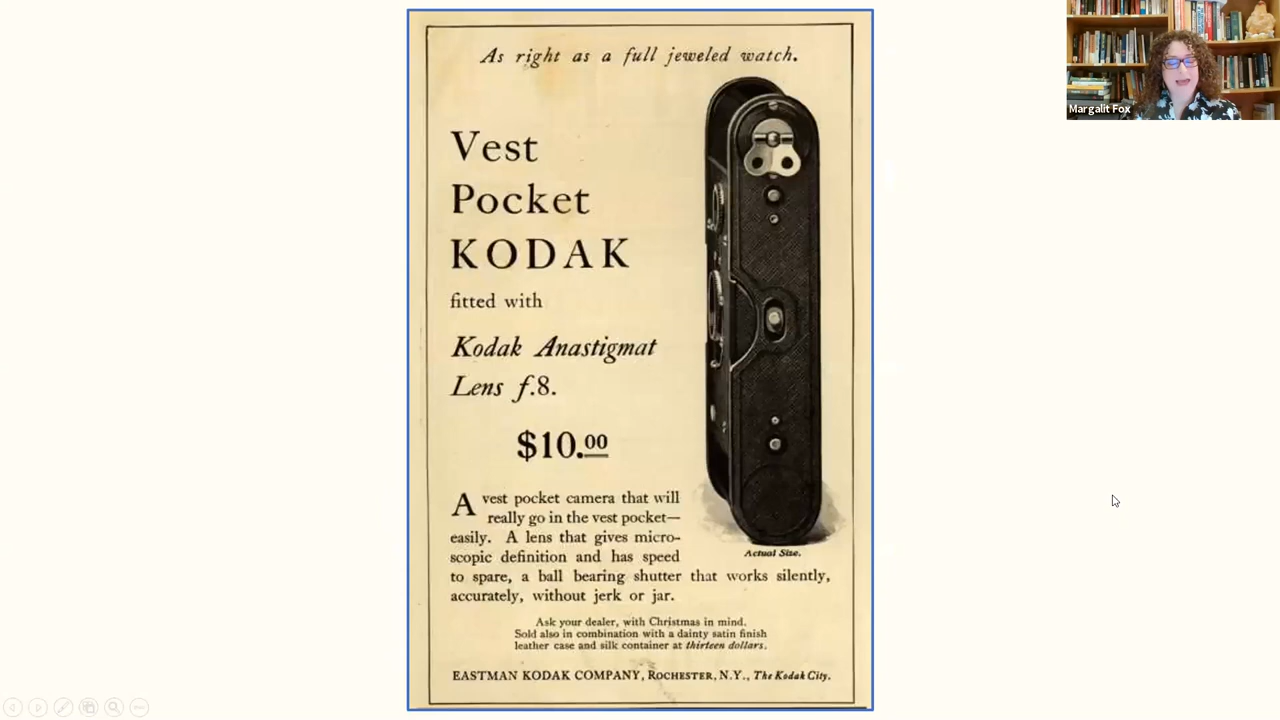 As right as a full jeweled watch.
Vest
Pocket
KODAK
fitted with
Kodak Anastigmat
Lens f.8.
$10.00
A vest pocket camera that will
really go in the vest pocket—
easily. A lens that gives micro-
scopic definition and has speed
to spare, a ball bearing shutter that works silently,
accurately, without jerk or jar.
Actual Size.
Ask your dealer, with Christmas in mind.
Sold also in combination with a dainty satin finish
leather case and silk container at thirteen dollars.
EASTMAN KODAK COMPANY, ROCHESTER, N.Y., The Kodak City.
Margalit Fox